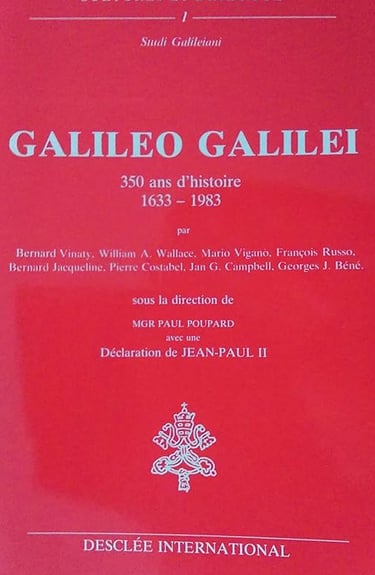 1
Studi Galileiani
GALILEO GALILEI
350 ans d'histoire
1633 – 1983
par
Bernard Vinaty, William A. Wallace, Mario Viganò, François Russo,
Bernard Jacqueline, Pierre Costabel, Jan G. Campbell, Georges J. Béné.
sous la direction de
MGR PAUL POUPARD
avec une
Déclaration de JEAN-PAUL II
DESCLÉE INTERNATIONAL